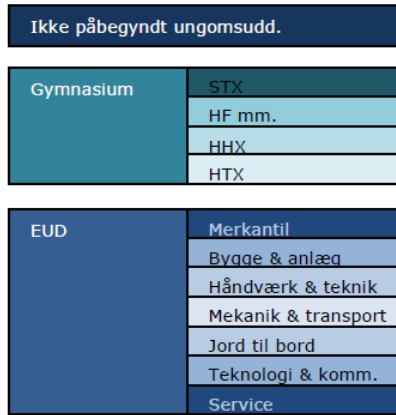 Ikke påbegyndt ungomsudd.
Gymnasium
STX
HF mm.
HHX
HTX
EUD
Merkantil
Bygge & anlæg
Håndværk & teknik
Mekanik & transport
Jord til bord
Teknologi & komm.
Service